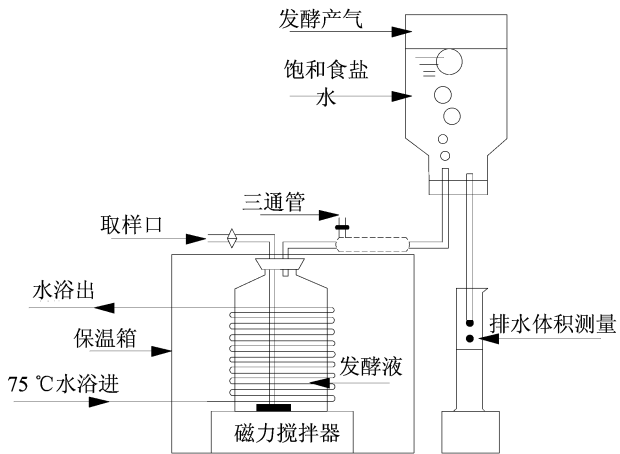 发酵产气
饱和食盐
水
三通管
取样口
水浴出
保温箱
排水体积测量
发酵液
75 ℃水浴进
磁力搅拌器